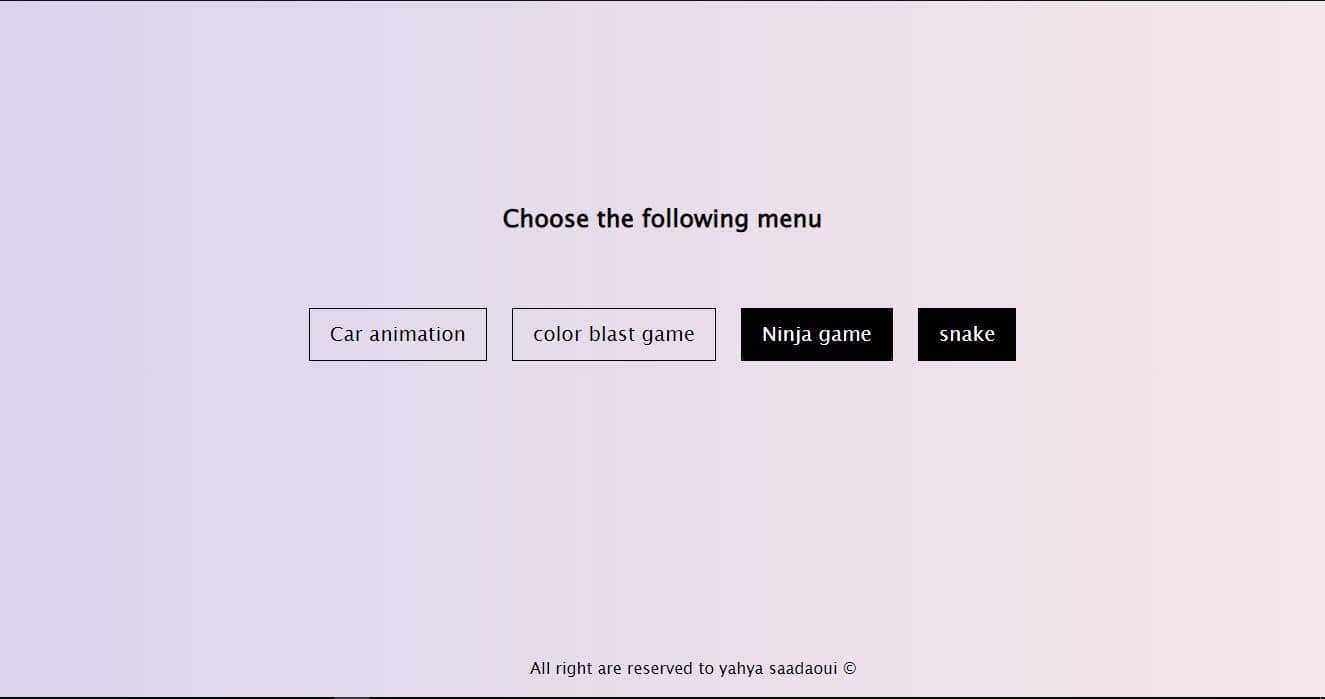 Choose the following menu
Car animation
color blast game
Ninja game
snake
All right are reserved to yahya saadaoui ©